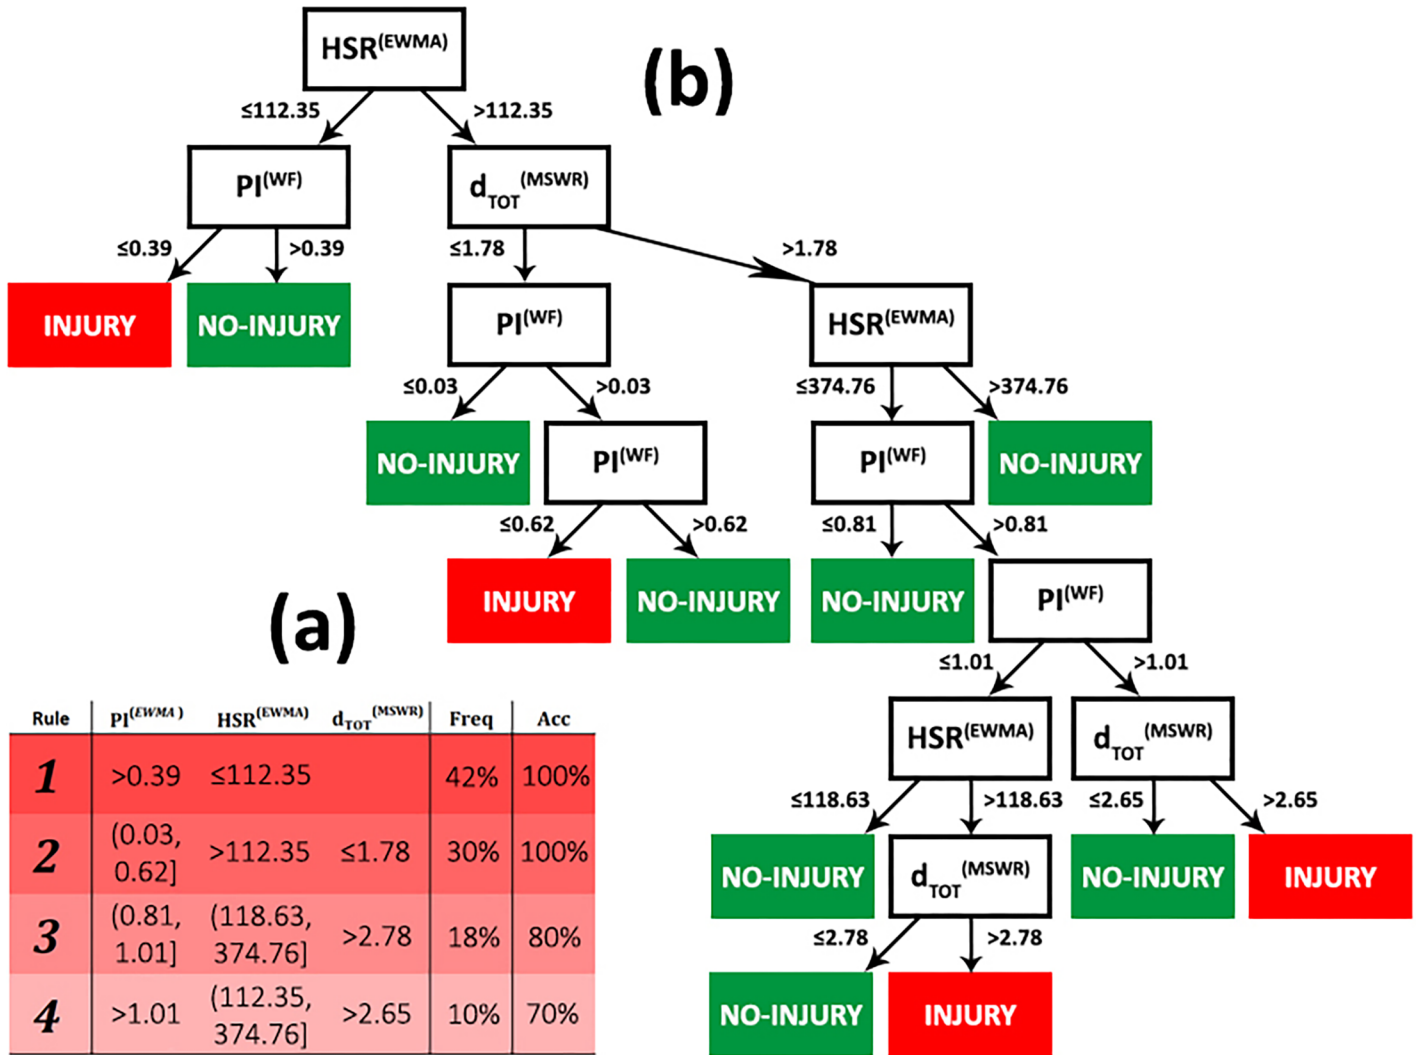 HSR(EWMA)
(b)
≤112.35 >112.35
PI(WF) dTOT(MSWR)
≤0.39 >0.39 ≤1.78 >1.78
INJURY NO-INJURY PI(WF) HSR(EWMA)
≤0.03 >0.03 ≤374.76 >374.76
NO-INJURY PI(WF) PI(WF) NO-INJURY
≤0.62 >0.62 ≤0.81 >0.81
INJURY NO-INJURY NO-INJURY PI(WF)
≤1.01 >1.01
HSR(EWMA) dTOT(MSWR)
≤118.63 >118.63 ≤2.65 >2.65
NO-INJURY dTOT(MSWR) NO-INJURY INJURY
≤2.78 >2.78
NO-INJURY INJURY
(a)
Rule PI(EWMA) HSR(EWMA) dTOT(MSWR) Freq Acc
1 >0.39 ≤112.35 42% 100%
2 (0.03, 0.62] >112.35 ≤1.78 30% 100%
3 (0.81, 1.01] (118.63, 374.76] >2.78 18% 80%
4 >1.01 (112.35, 374.76] >2.65 10% 70%